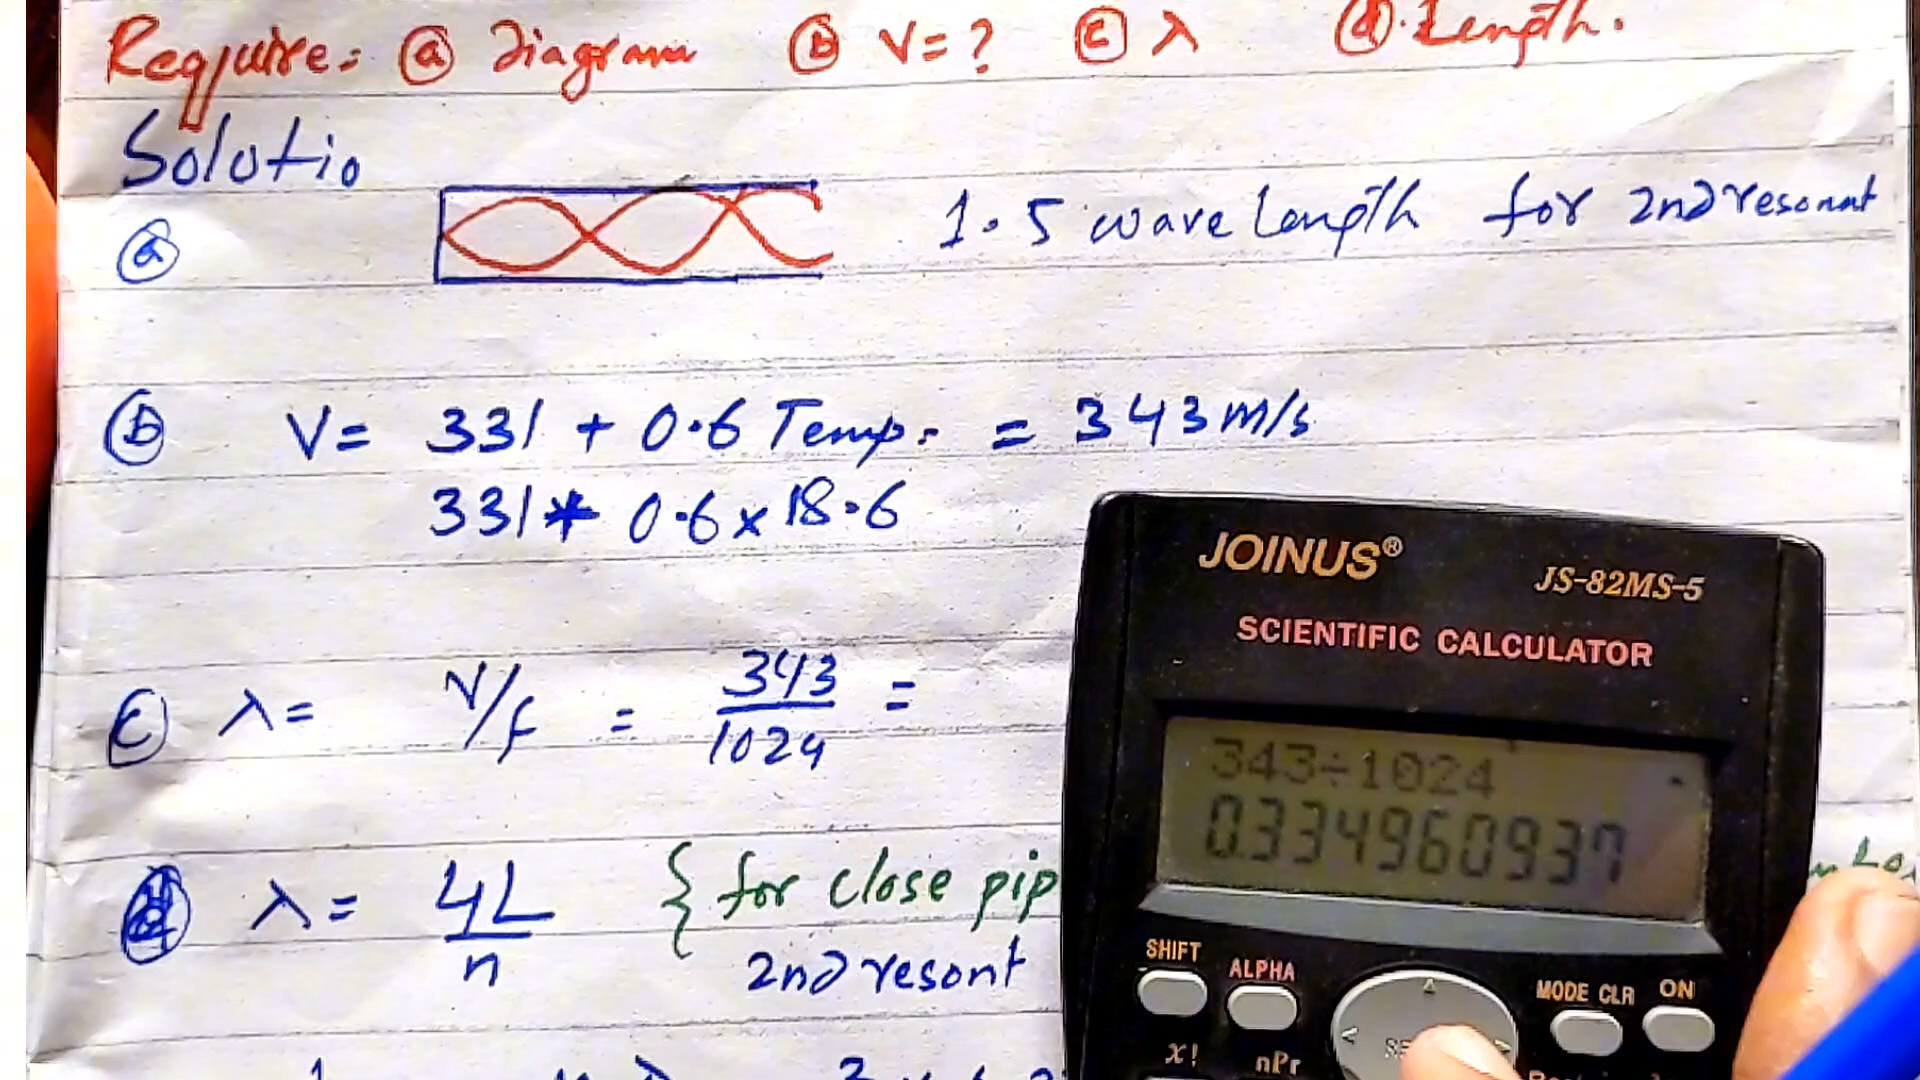 Require: ⓐ diagram ⓑ V=? ⓒ λ ⓓ. Length.
Solutio
ⓐ 1.5 wave length for 2nd resonant
ⓑ V= 331 + 0.6 Temp. = 343 m/s
331* 0.6 x 18.6
ⓒ λ= V/f = 343/1024 =
λ= 4L/n { for close pip
2nd resont
JOINUS®
JS-82MS-5
SCIENTIFIC CALCULATOR
343÷1024
0.334960937
SHIFT ALPHA MODE CLR ON
x! nPr